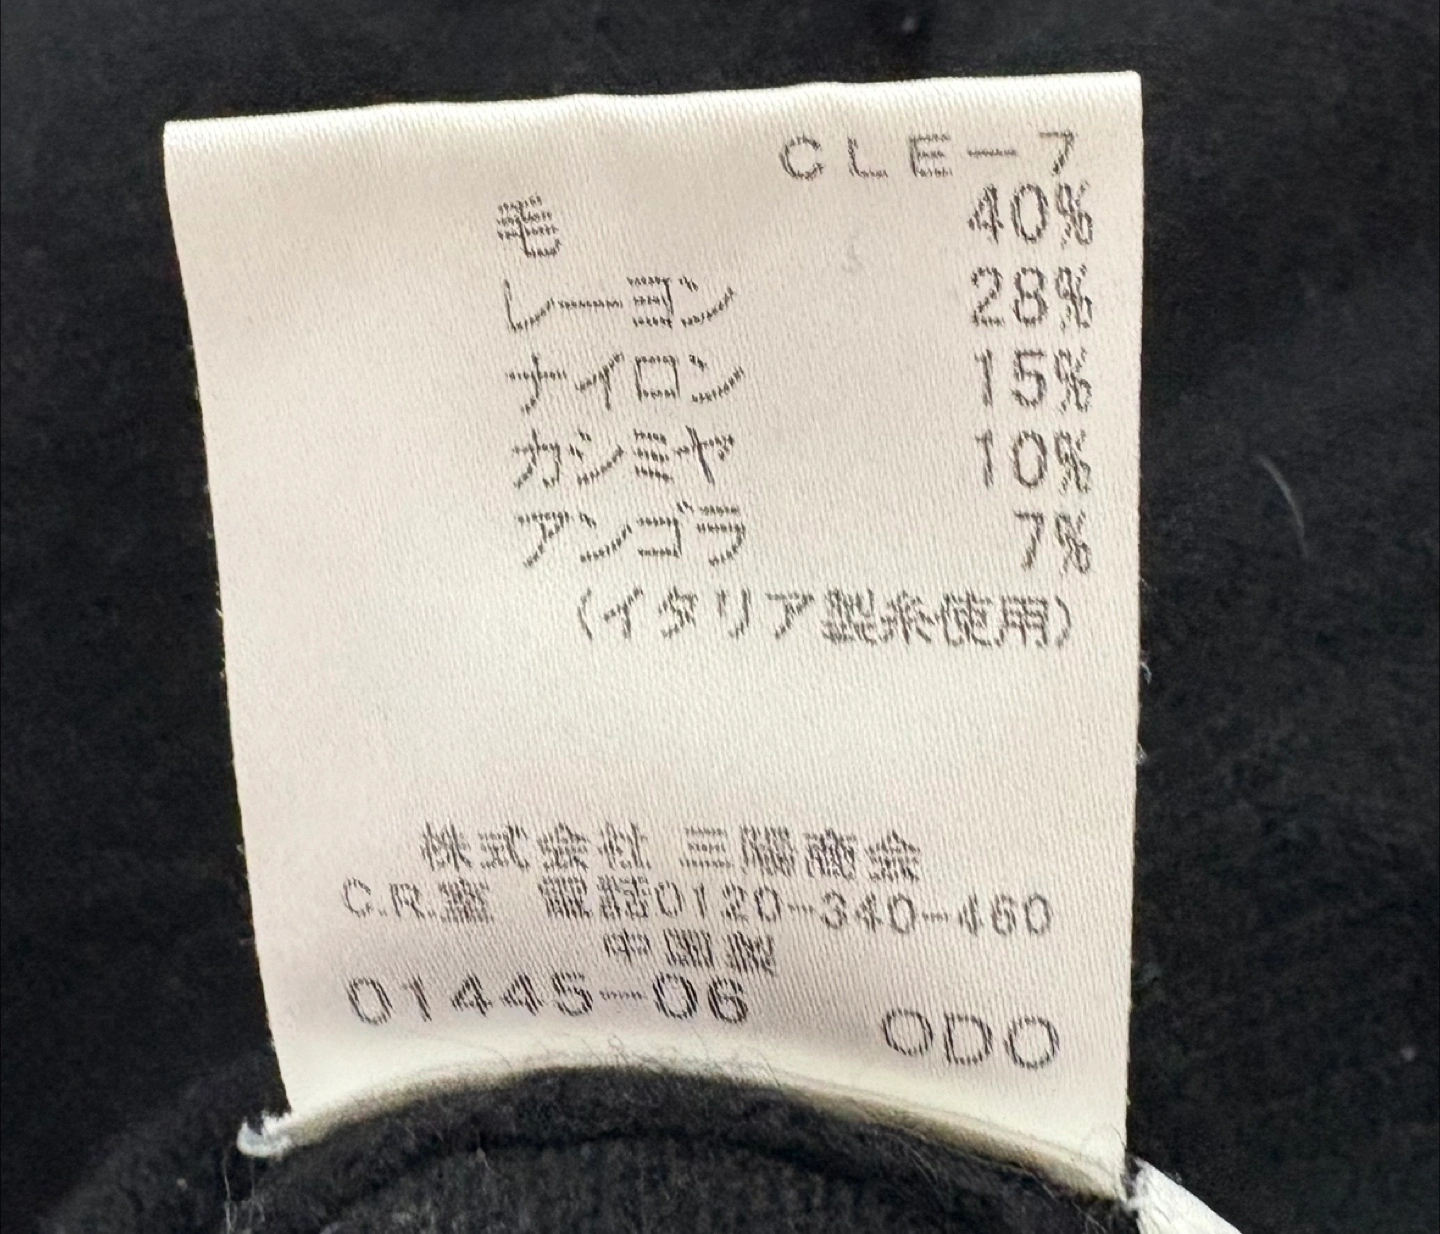 CLE-7
毛 40%
レーヨン 28%
ナイロン 15%
カシミヤ 10%
アンゴラ 7%
(イタリア製糸使用)
株式会社 三陽商会
C.R.室 電話0120-340-460
中国製
01445-06 ODO